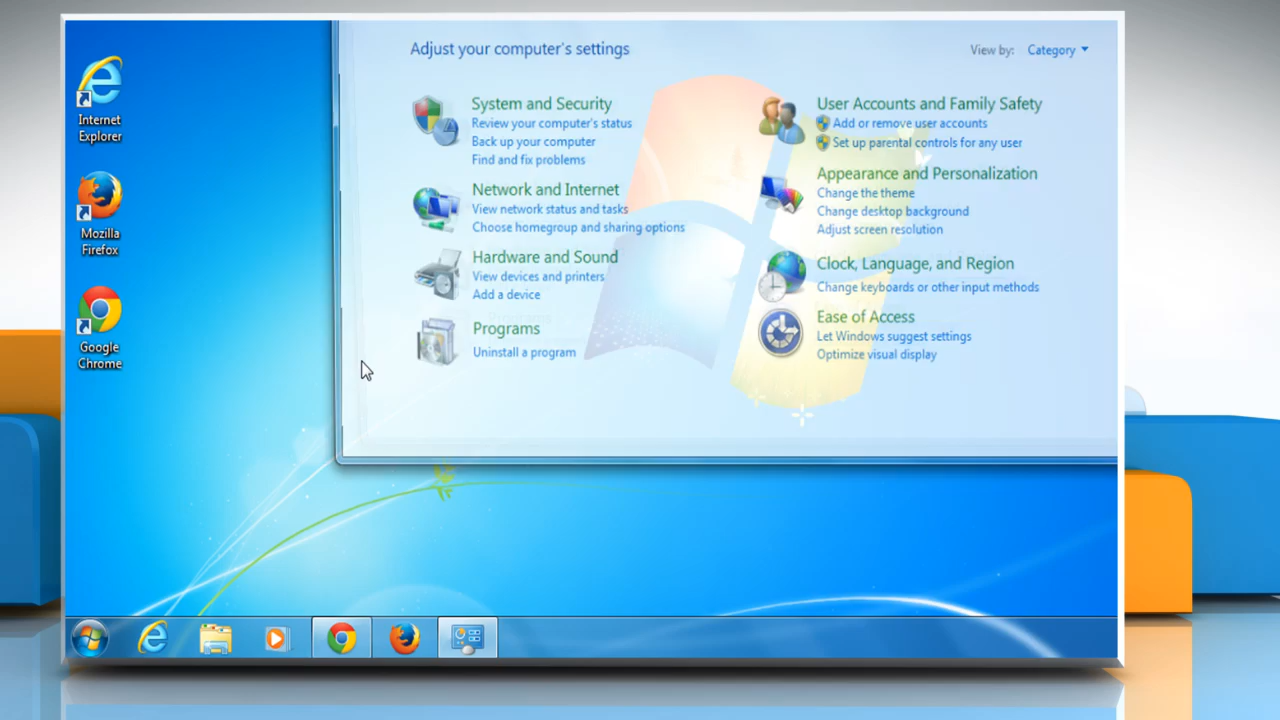 Internet
Explorer
Mozilla
Firefox
Google
Chrome
Adjust your computer's settings
View by: Category
System and Security
Review your computer's status
Back up your computer
Find and fix problems
Network and Internet
View network status and tasks
Choose homegroup and sharing options
Hardware and Sound
View devices and printers
Add a device
Programs
Uninstall a program
User Accounts and Family Safety
Add or remove user accounts
Set up parental controls for any user
Appearance and Personalization
Change the theme
Change desktop background
Adjust screen resolution
Clock, Language, and Region
Change keyboards or other input methods
Ease of Access
Let Windows suggest settings
Optimize visual display